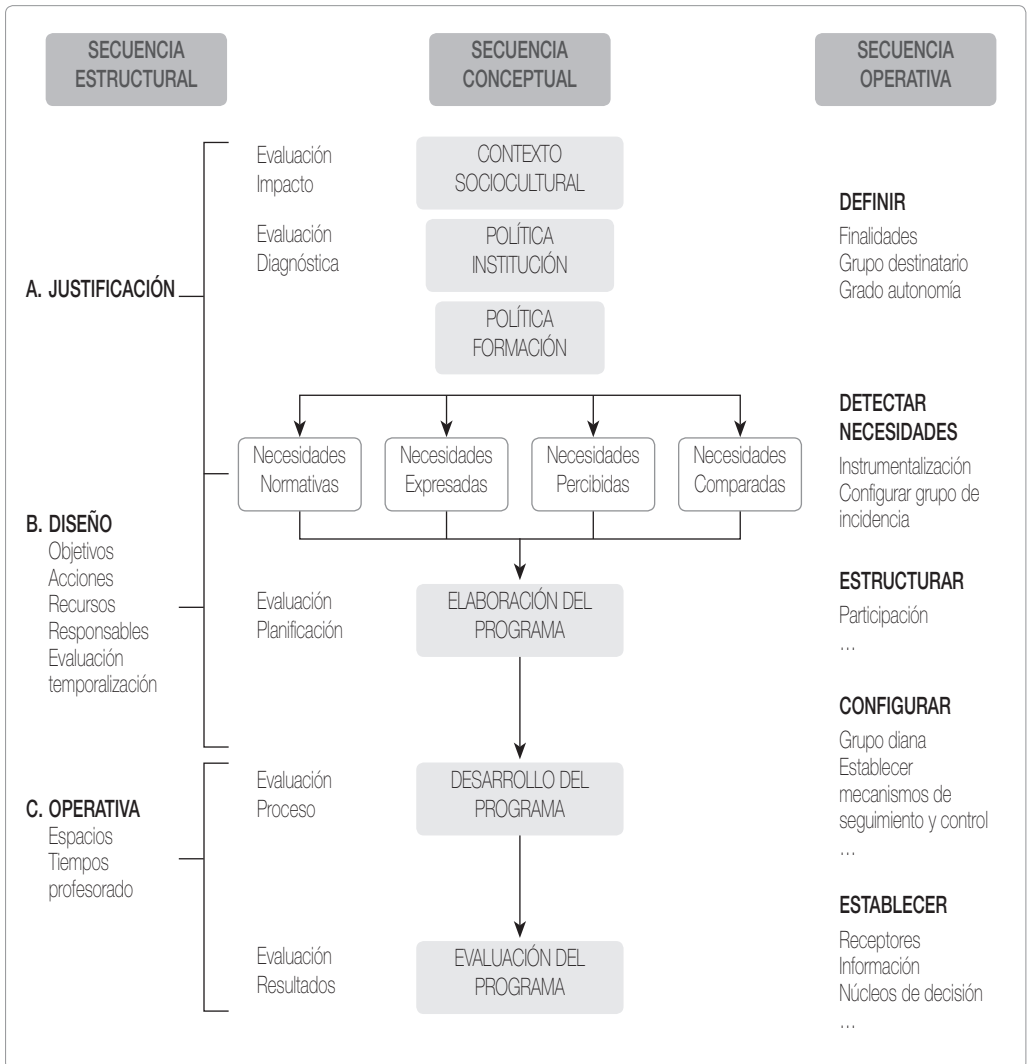 SECUENCIA
ESTRUCTURAL
SECUENCIA
CONCEPTUAL
SECUENCIA
OPERATIVA
A. JUSTIFICACIÓN
B. DISEÑO
Objetivos
Acciones
Recursos
Responsables
Evaluación
temporalización
C. OPERATIVA
Espacios
Tiempos
profesorado
Evaluación
Impacto
CONTEXTO
SOCIOCULTURAL
Evaluación
Diagnóstica
POLÍTICA
INSTITUCIÓN
POLÍTICA
FORMACIÓN
Necesidades
Normativas
Necesidades
Expresadas
Necesidades
Percibidas
Necesidades
Comparadas
Evaluación
Planificación
ELABORACIÓN DEL
PROGRAMA
Evaluación
Proceso
DESARROLLO DEL
PROGRAMA
Evaluación
Resultados
EVALUACIÓN DEL
PROGRAMA
DEFINIR
Finalidades
Grupo destinatario
Grado autonomía
DETECTAR
NECESIDADES
Instrumentalización
Configurar grupo de
incidencia
ESTRUCTURAR
Participación
…
CONFIGURAR
Grupo diana
Establecer
mecanismos de
seguimiento y control
…
ESTABLECER
Receptores
Información
Núcleos de decisión
…